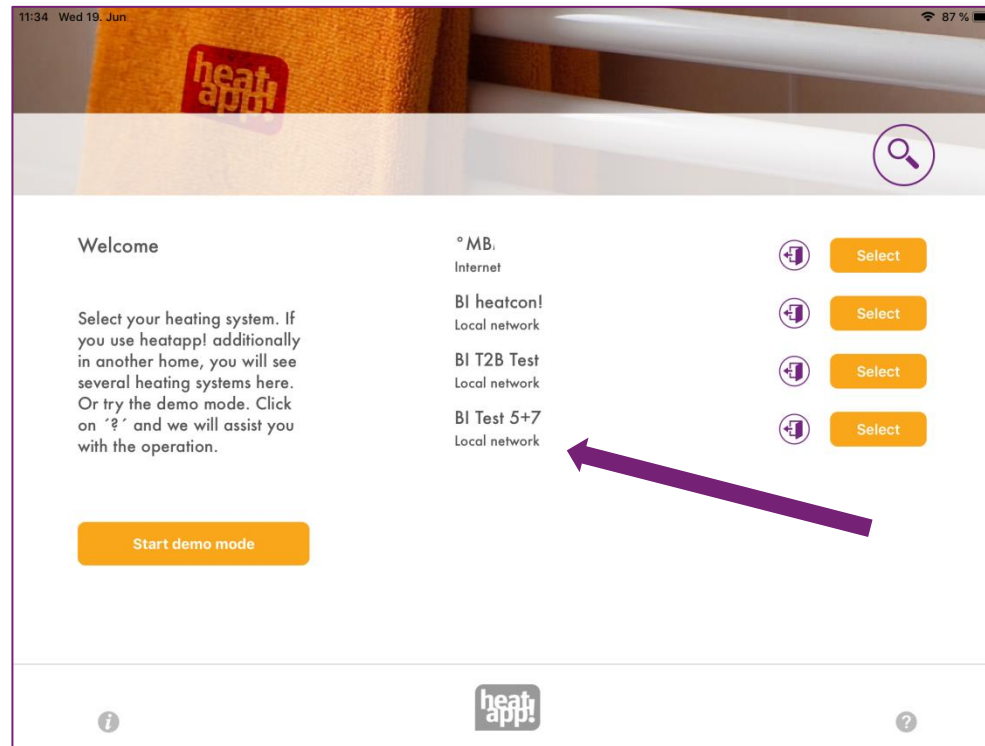 11:34 Wed 19. Jun
87 %
heat
app!
Welcome
Select your heating system. If
you use heatapp! additionally
in another home, you will see
several heating systems here.
Or try the demo mode. Click
on ´?´ and we will assist you
with the operation.
Start demo mode
°MB
Internet
Select
BI heatcon!
Local network
Select
BI T2B Test
Local network
Select
BI Test 5+7
Local network
Select
i
heat
app!
?